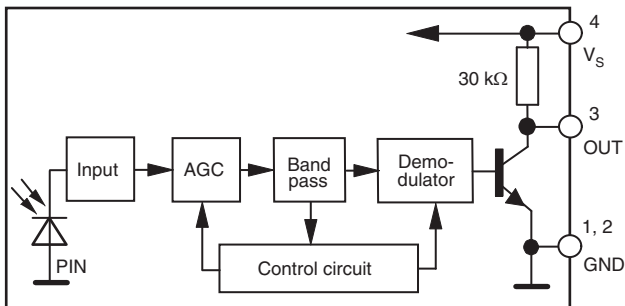 4
V_S
30 kΩ
3
OUT
Input
AGC
Band
pass
Demo-
dulator
1, 2
GND
PIN
Control circuit